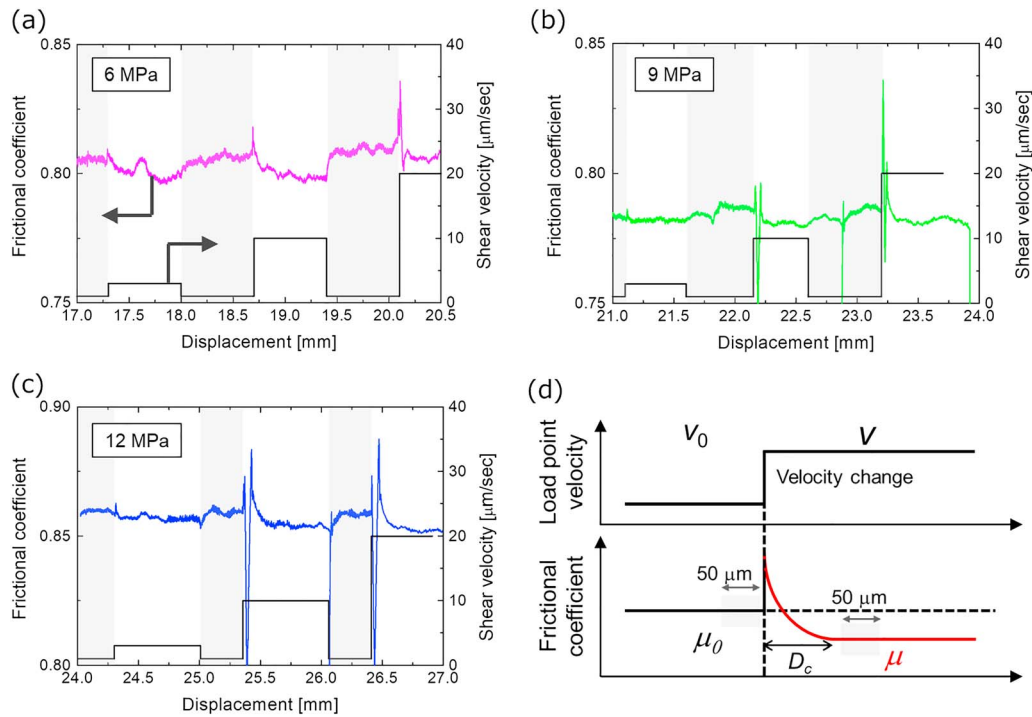 (a)
0.85
0.80
0.75
Frictional coefficient
6 MPa
40
30
20
10
0
Shear velocity [μm/sec]
17.0 17.5 18.0 18.5 19.0 19.5 20.0 20.5
Displacement [mm]
(b)
0.85
0.80
0.75
Frictional coefficient
9 MPa
40
30
20
10
0
Shear velocity [μm/sec]
21.0 21.5 22.0 22.5 23.0 23.5 24.0
Displacement [mm]
(c)
0.90
0.85
0.80
Frictional coefficient
12 MPa
40
30
20
10
0
Shear velocity [μm/sec]
24.0 24.5 25.0 25.5 26.0 26.5 27.0
Displacement [mm]
(d)
Load point
velocity
v0
V
Velocity change
Frictional
coefficient
50 μm
50 μm
μ0
Dc
μ